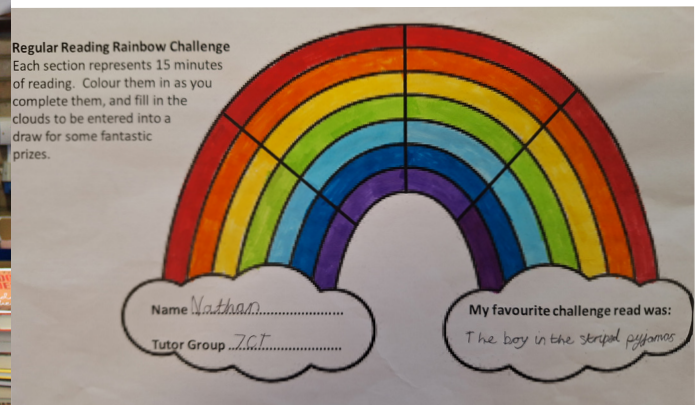 Regular Reading Rainbow Challenge
Each section represents 15 minutes
of reading. Colour them in as you
complete them, and fill in the
clouds to be entered into a
draw for some fantastic
prizes.
Name Nathan
Tutor Group 7CT
My favourite challenge read was:
The boy in the striped pyjamas